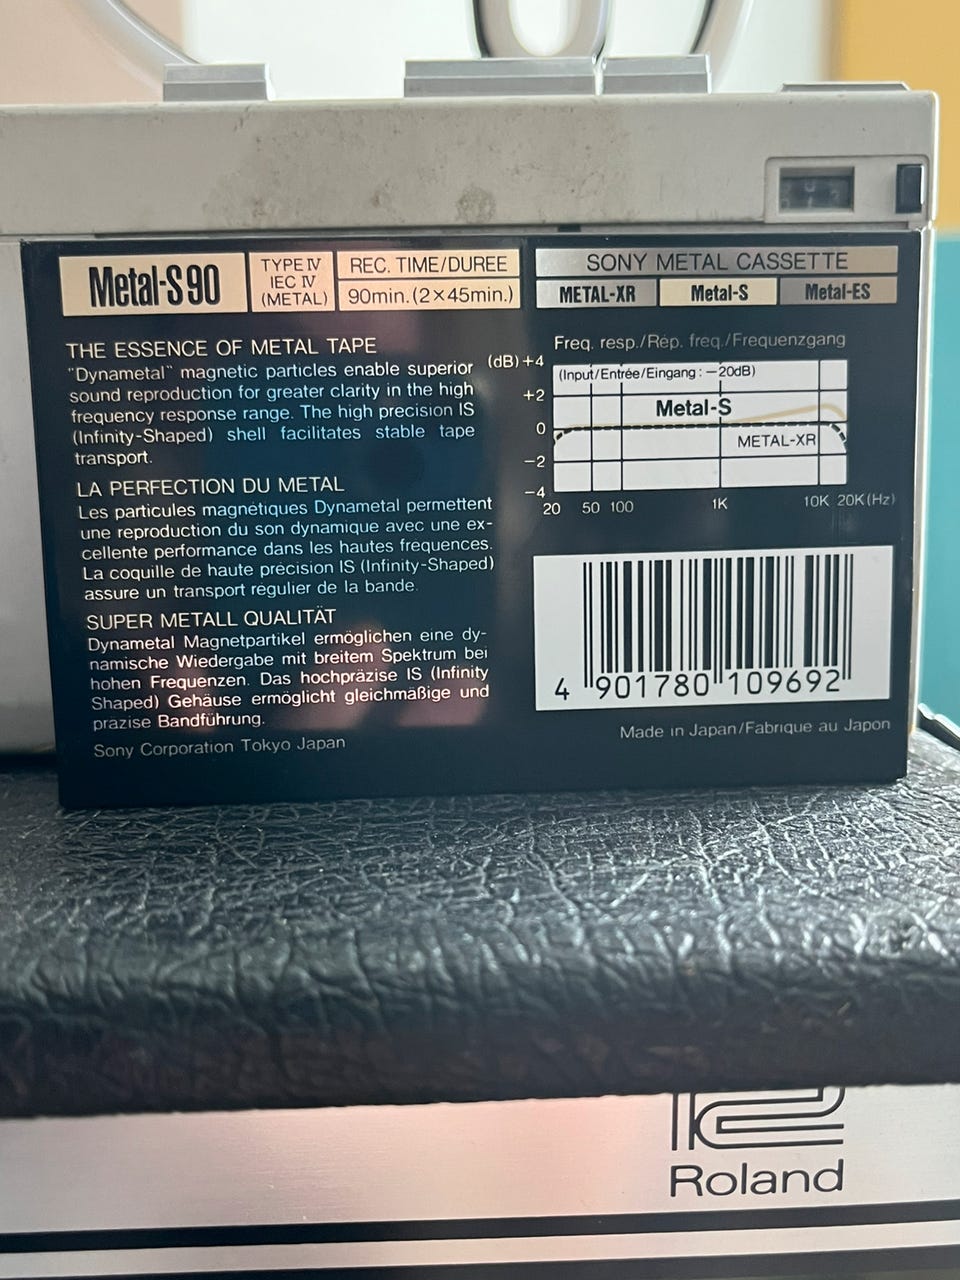 Metal-S90
TYPE IV
IEC IV
(METAL)
REC. TIME/DUREE
90min. (2×45min.)
SONY METAL CASSETTE
METAL-XR
Metal-S
Metal-ES
THE ESSENCE OF METAL TAPE
"Dynametal" magnetic particles enable superior
sound reproduction for greater clarity in the high
frequency response range. The high precision IS
(Infinity-Shaped) shell facilitates stable tape
transport.
LA PERFECTION DU METAL
Les particules magnétiques Dynametal permettent
une reproduction du son dynamique avec une ex-
cellente performance dans les hautes frequences.
La coquille de haute précision IS (Infinity-Shaped)
assure un transport régulier de la bande.
SUPER METALL QUALITÄT
Dynametal Magnetpartikel ermöglichen eine dy-
namische Wiedergabe mit breitem Spektrum bei
hohen Frequenzen. Das hochpräzise IS (Infinity
Shaped) Gehäuse ermöglicht gleichmäßige und
präzise Bandführung.
Sony Corporation Tokyo Japan
Freq. resp./Rép. freq./Frequenzgang
(dB) +4
(Input/Entrée/Eingang : −20dB)
+2
Metal-S
0
METAL-XR
−2
−4
20 50 100 1K 10K 20K (Hz)
4 901780 109692
Made in Japan/Fabrique au Japon
Roland